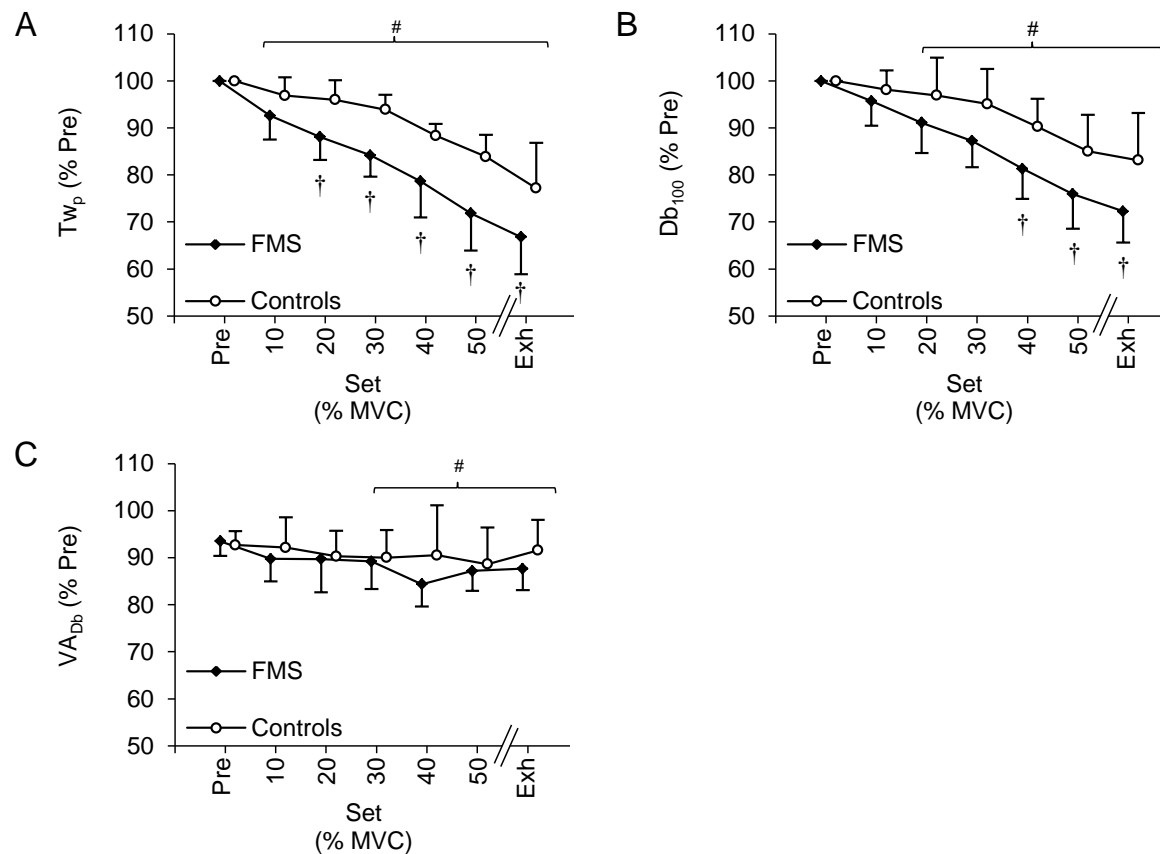 A
#
110
100
90
80
70
60
50
Tw_p (% Pre)
FMS
Controls
† † † † †
Pre 10 20 30 40 50 Exh
Set
(% MVC)
B
#
110
100
90
80
70
60
50
Db_100 (% Pre)
FMS
Controls
† † †
Pre 10 20 30 40 50 Exh
Set
(% MVC)
C
#
110
100
90
80
70
60
50
VA_Db (% Pre)
FMS
Controls
Pre 10 20 30 40 50 Exh
Set
(% MVC)